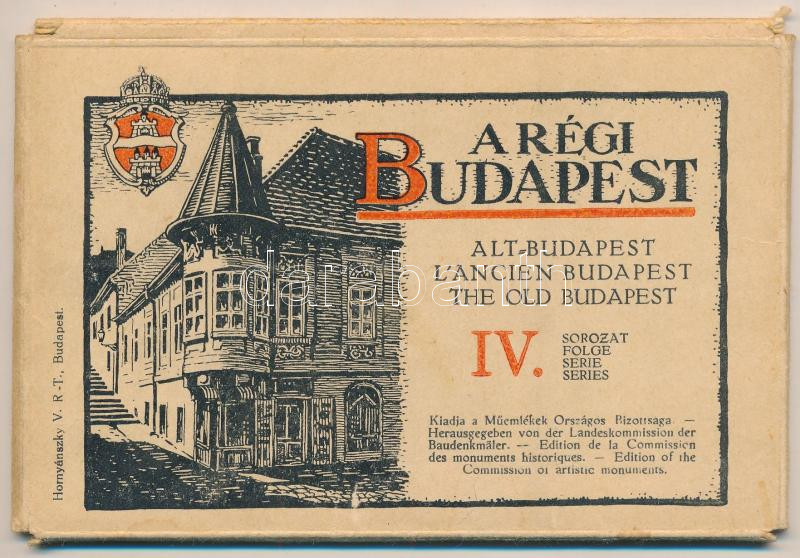 A RÉGI
BUDAPEST
ALT-BUDAPEST
L'ANCIEN BUDAPEST
THE OLD BUDAPEST
IV.
SOROZAT
FOLGE
SERIE
SERIES
Kiadja a Műemlékek Országos Bizottsaga. —
Herausgegeben von der Landeskommission der
Baudenkmäler. — Edition de la Commission
des monuments historiques. — Edition of the
Commission of artistic monuments.
Hornyánszky V. R.-T., Budapest.
darabanth